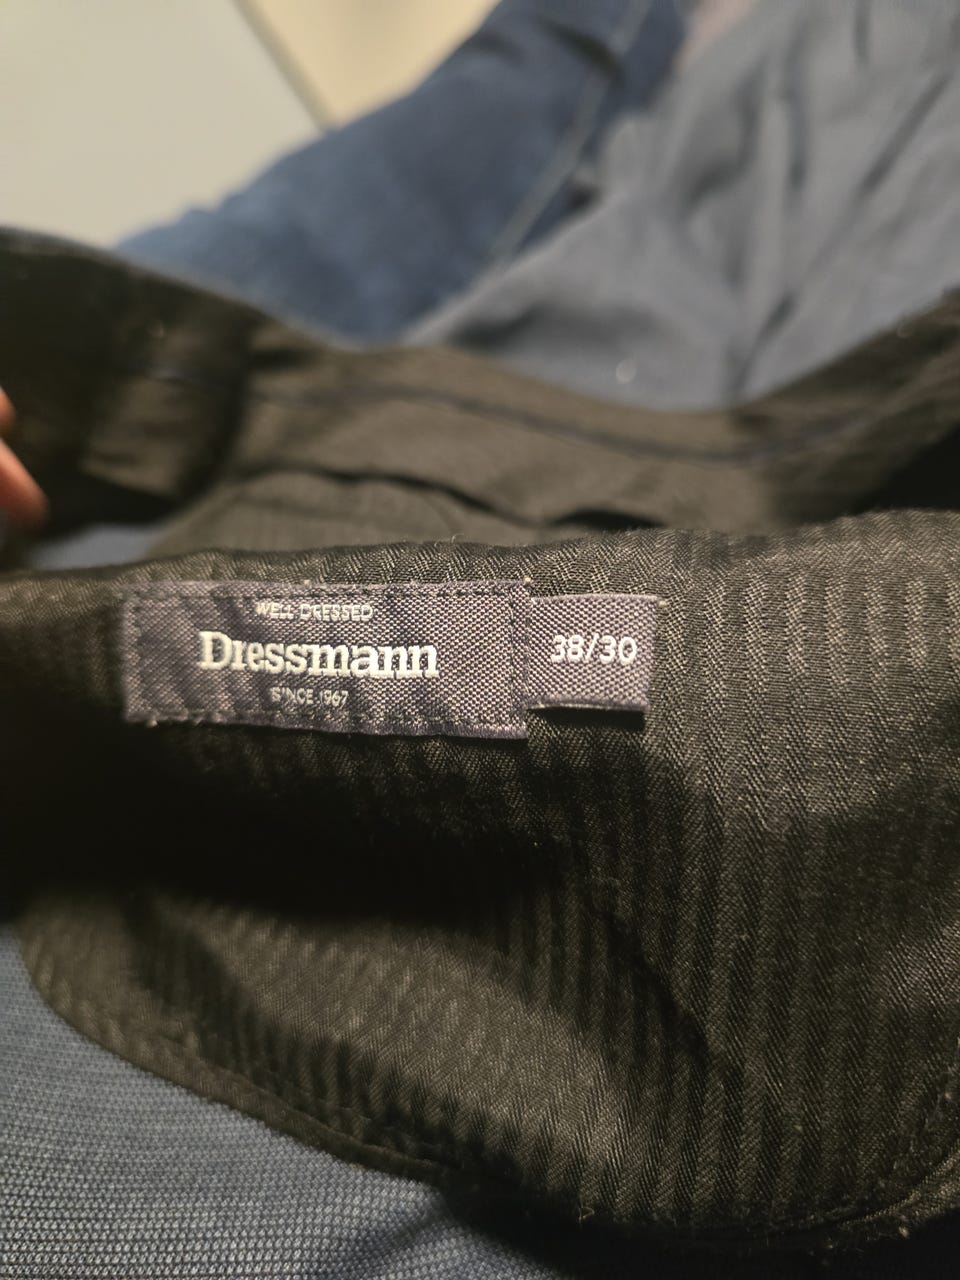 WELL DRESSED
Dressmann
SINCE 1967
38/30